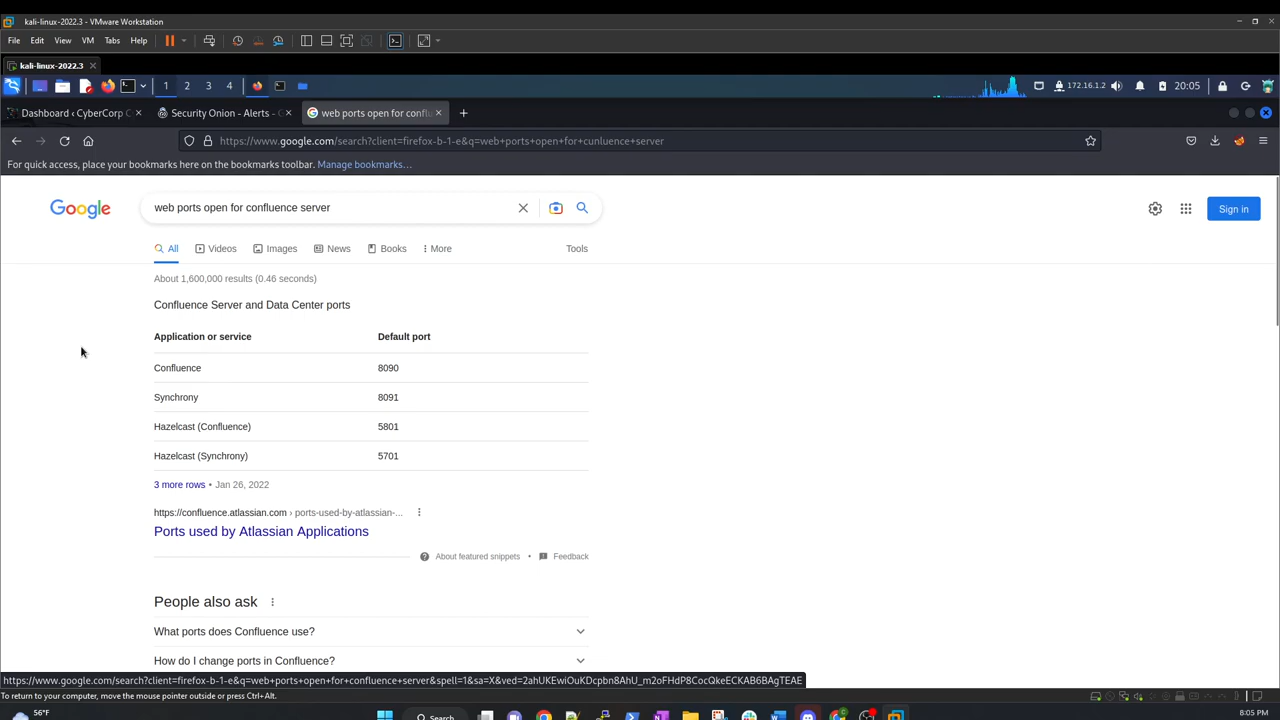 kali-linux-2022.3 - VMware Workstation
File Edit View VM Tabs Help
kali-linux-2022.3
1 2 3 4 172.16.1.2 20:05
Dashboard ‹ CyberCorp C Security Onion - Alerts - G web ports open for conflu
https://www.google.com/search?client=firefox-b-1-e&q=web+ports+open+for+cunluence+server
For quick access, place your bookmarks here on the bookmarks toolbar. Manage bookmarks...
Google web ports open for confluence server Sign in
All Videos Images News Books More Tools
About 1,600,000 results (0.46 seconds)
Confluence Server and Data Center ports
Application or service Default port
Confluence 8090
Synchrony 8091
Hazelcast (Confluence) 5801
Hazelcast (Synchrony) 5701
3 more rows • Jan 26, 2022
https://confluence.atlassian.com › ports-used-by-atlassian-...
Ports used by Atlassian Applications
About featured snippets • Feedback
People also ask
What ports does Confluence use?
How do I change ports in Confluence?
https://www.google.com/search?client=firefox-b-1-e&q=web+ports+open+for+confluence+server&spell=1&sa=X&ved=2ahUKEwiOuKDcpbn8AhU_m2oFHdP8CocQkeECKAB6BAgTEAE
To return to your computer, move the mouse pointer outside or press Ctrl+Alt.
56°F Search 8:05 PM